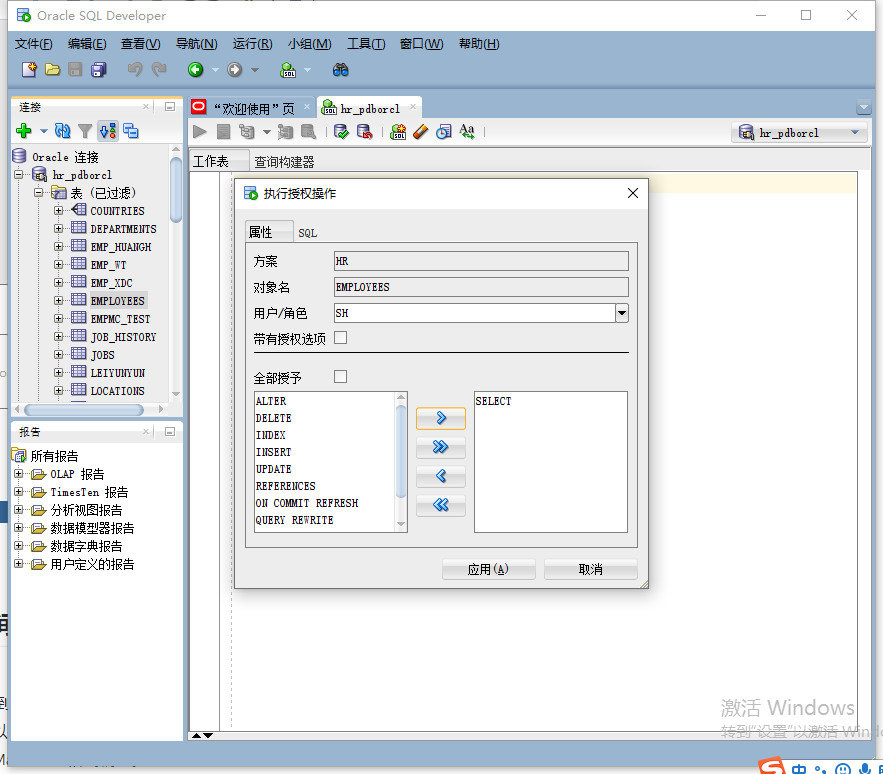 Oracle SQL Developer
文件(F) 编辑(E) 查看(V) 导航(N) 运行(R) 小组(M) 工具(T) 窗口(W) 帮助(H)
连接
Oracle 连接
hr_pdborcl
表 (已过滤)
COUNTRIES
DEPARTMENTS
EMP_HUANGH
EMP_WT
EMP_XDC
EMPLOYEES
EMPMC_TEST
JOB_HISTORY
JOBS
LEIYUNYUN
LOCATIONS
报告
所有报告
OLAP 报告
TimesTen 报告
分析视图报告
数据模型器报告
数据字典报告
用户定义的报告
“欢迎使用”页
hr_pdborcl
hr_pdborcl
工作表
查询构建器
执行授权操作
属性
SQL
方案
HR
对象名
EMPLOYEES
用户/角色
SH
带有授权选项
全部授予
ALTER
DELETE
INDEX
INSERT
UPDATE
REFERENCES
ON COMMIT REFRESH
QUERY REWRITE
SELECT
应用(A)
取消
激活 Windows
转到“设置”以激活 Wind
中